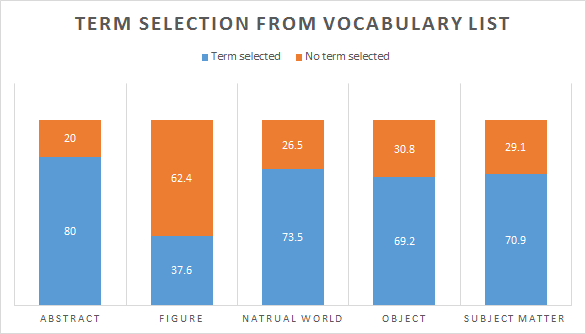 TERM SELECTION FROM VOCABULARY LIST
Term selected No term selected
20 62.4 26.5 30.8 29.1
80 37.6 73.5 69.2 70.9
ABSTRACT FIGURE NATRUAL WORLD OBJECT SUBJECT MATTER